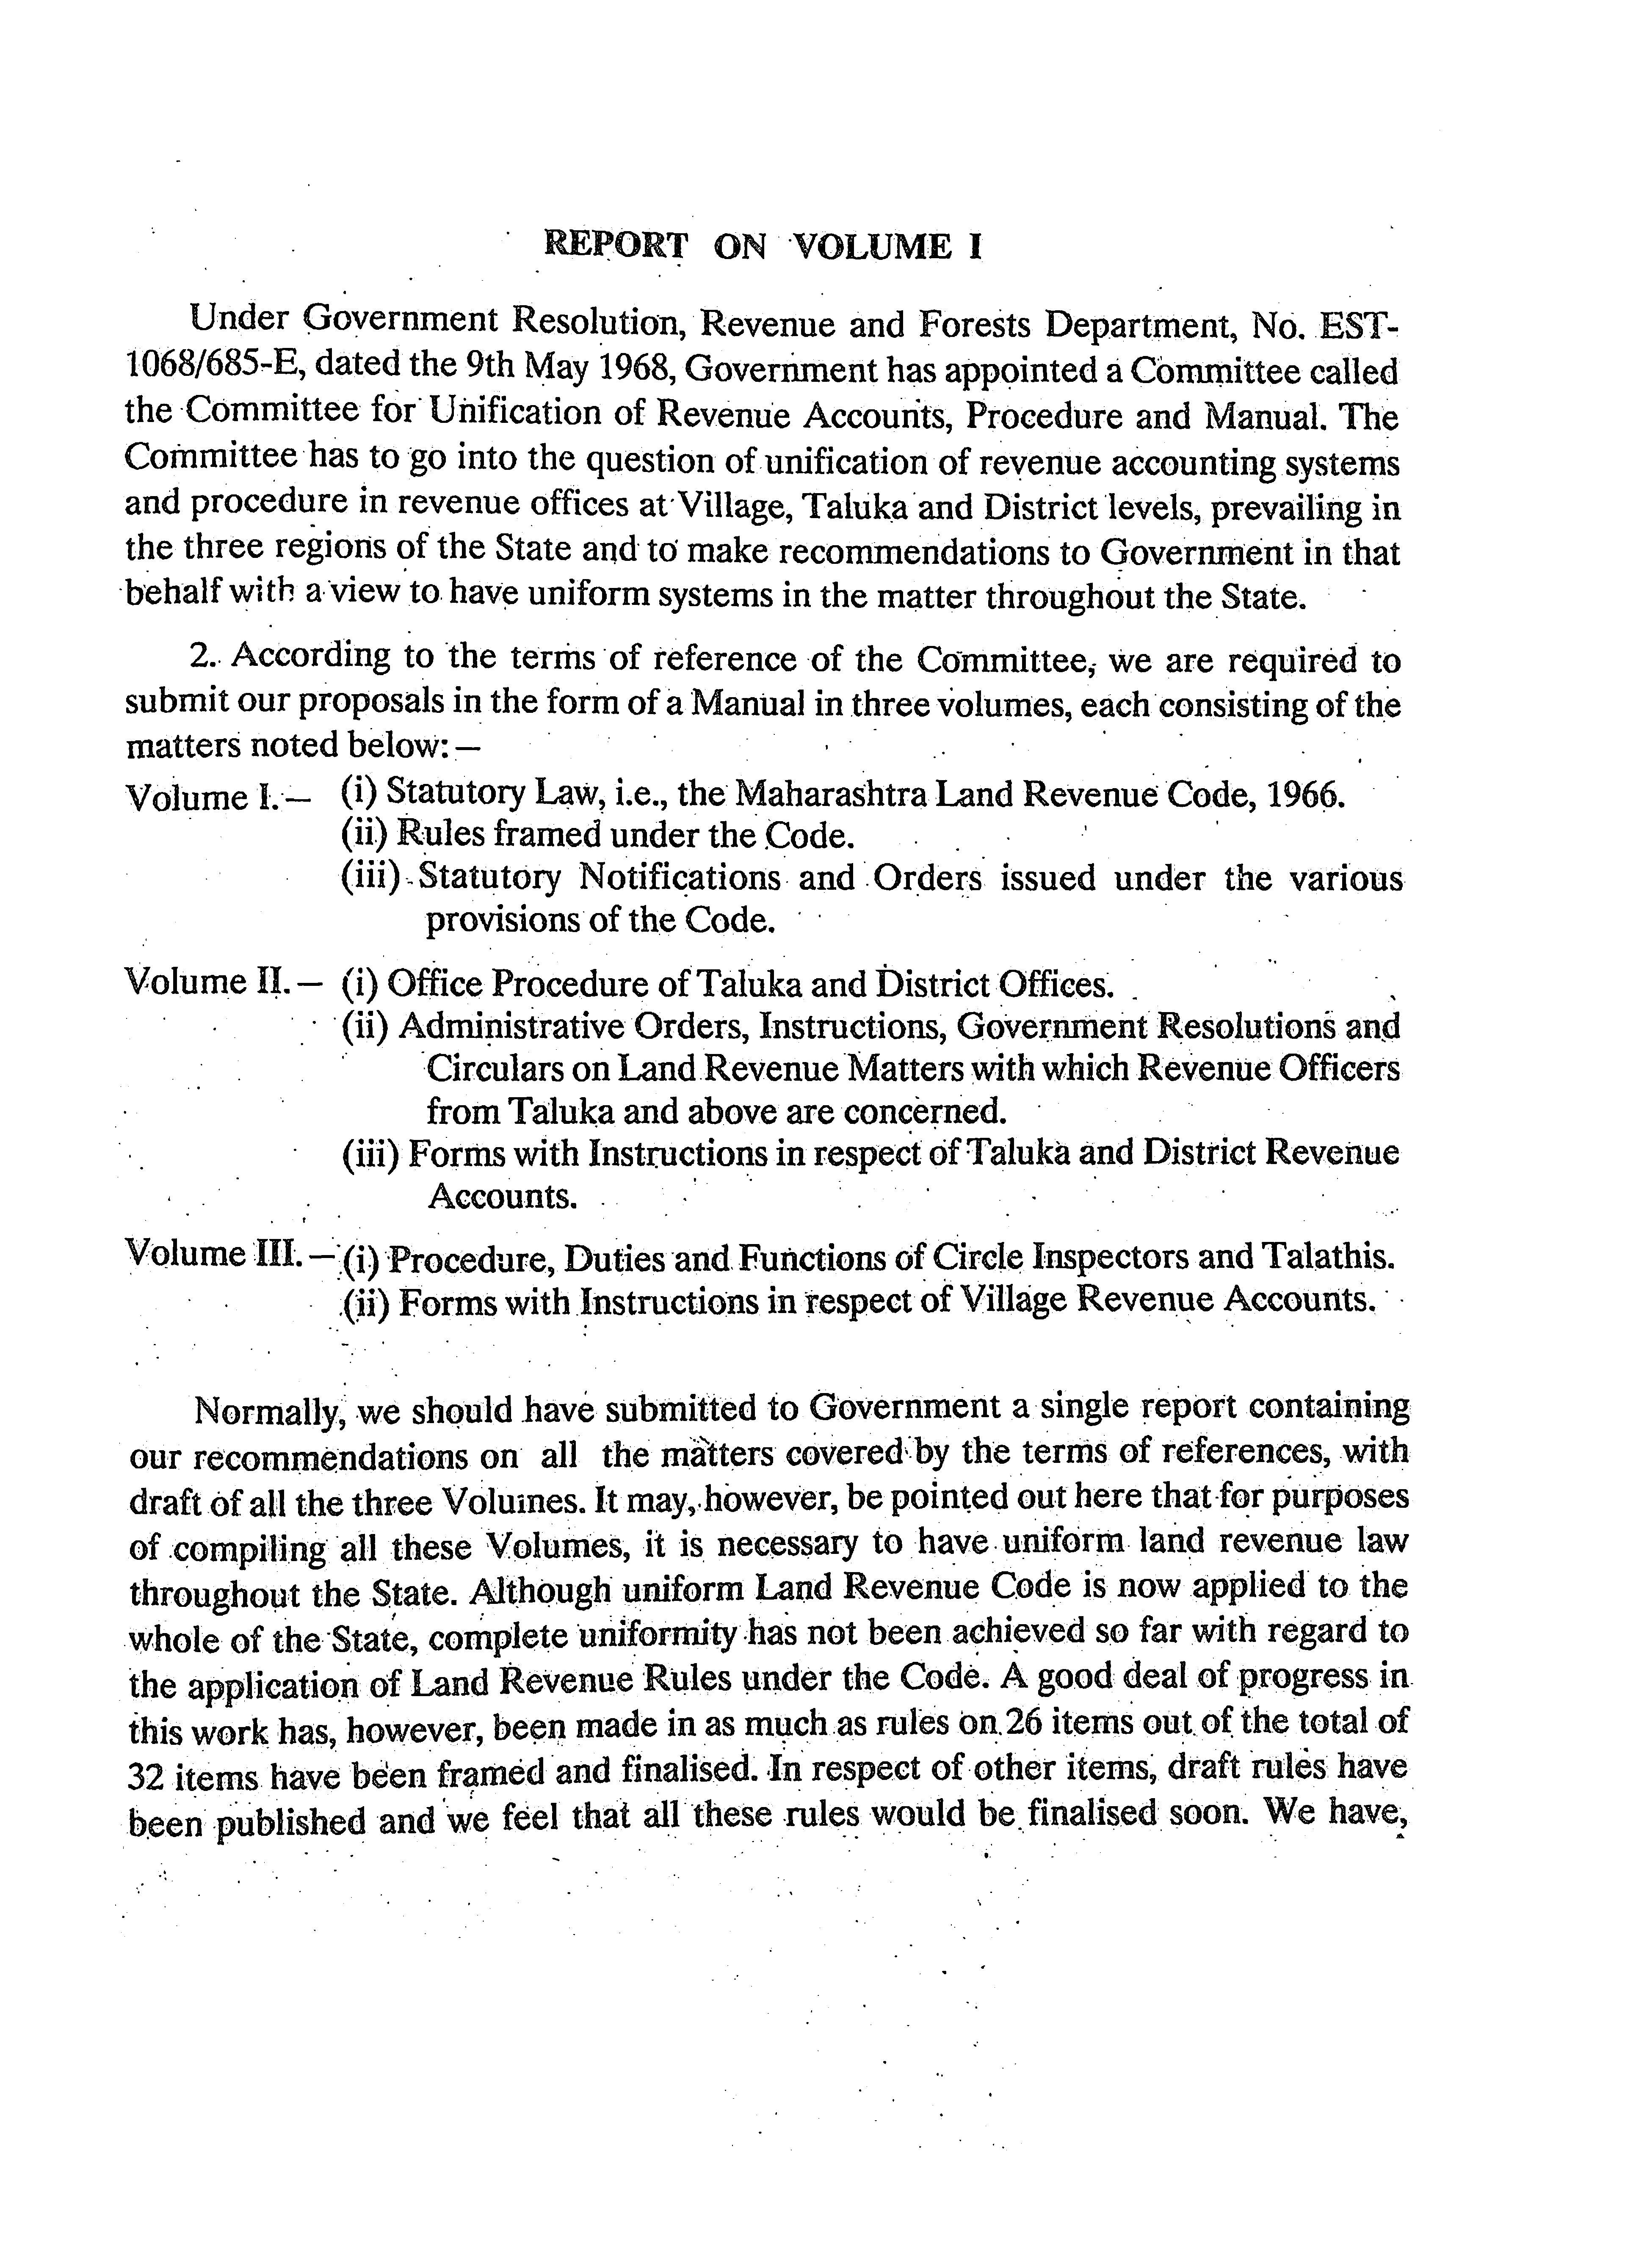 REPORT ON VOLUME I
Under Government Resolution, Revenue and Forests Department, No. EST-
1068/685-E, dated the 9th May 1968, Government has appointed a Committee called
the Committee for Unification of Revenue Accounts, Procedure and Manual. The
Committee has to go into the question of unification of revenue accounting systems
and procedure in revenue offices at Village, Taluka and District levels, prevailing in
the three regions of the State and to make recommendations to Government in that
behalf with a view to have uniform systems in the matter throughout the State.
2. According to the terms of reference of the Committee, we are required to
submit our proposals in the form of a Manual in three volumes, each consisting of the
matters noted below:—
Volume I.— (i) Statutory Law, i.e., the Maharashtra Land Revenue Code, 1966.
(ii) Rules framed under the Code.
(iii) Statutory Notifications and Orders issued under the various
provisions of the Code.
Volume II.— (i) Office Procedure of Taluka and District Offices.
(ii) Administrative Orders, Instructions, Government Resolutions and
Circulars on Land Revenue Matters with which Revenue Officers
from Taluka and above are concerned.
(iii) Forms with Instructions in respect of Taluka and District Revenue
Accounts.
Volume III.— (i) Procedure, Duties and Functions of Circle Inspectors and Talathis.
(ii) Forms with Instructions in respect of Village Revenue Accounts.
Normally, we should have submitted to Government a single report containing
our recommendations on all the matters covered by the terms of references, with
draft of all the three Volumes. It may, however, be pointed out here that for purposes
of compiling all these Volumes, it is necessary to have uniform land revenue law
throughout the State. Although uniform Land Revenue Code is now applied to the
whole of the State, complete uniformity has not been achieved so far with regard to
the application of Land Revenue Rules under the Code. A good deal of progress in
this work has, however, been made in as much as rules on 26 items out of the total of
32 items have been framed and finalised. In respect of other items, draft rules have
been published and we feel that all these rules would be finalised soon. We have,